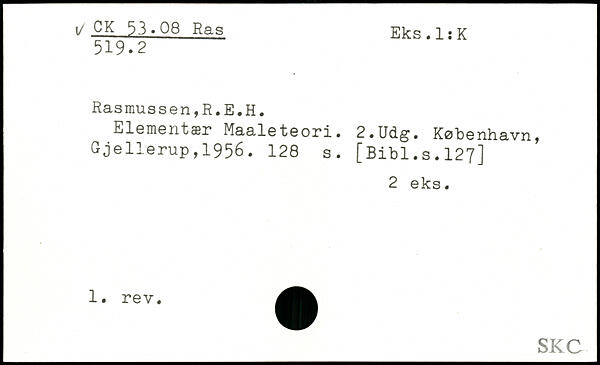 ✓ CK 53.08 Ras Eks.1:K
519.2
Rasmussen,R.E.H.
Elementær Maaleteori. 2.Udg. København,
Gjellerup,1956. 128 s. [Bibl.s.127]
2 eks.
1. rev.
SKC